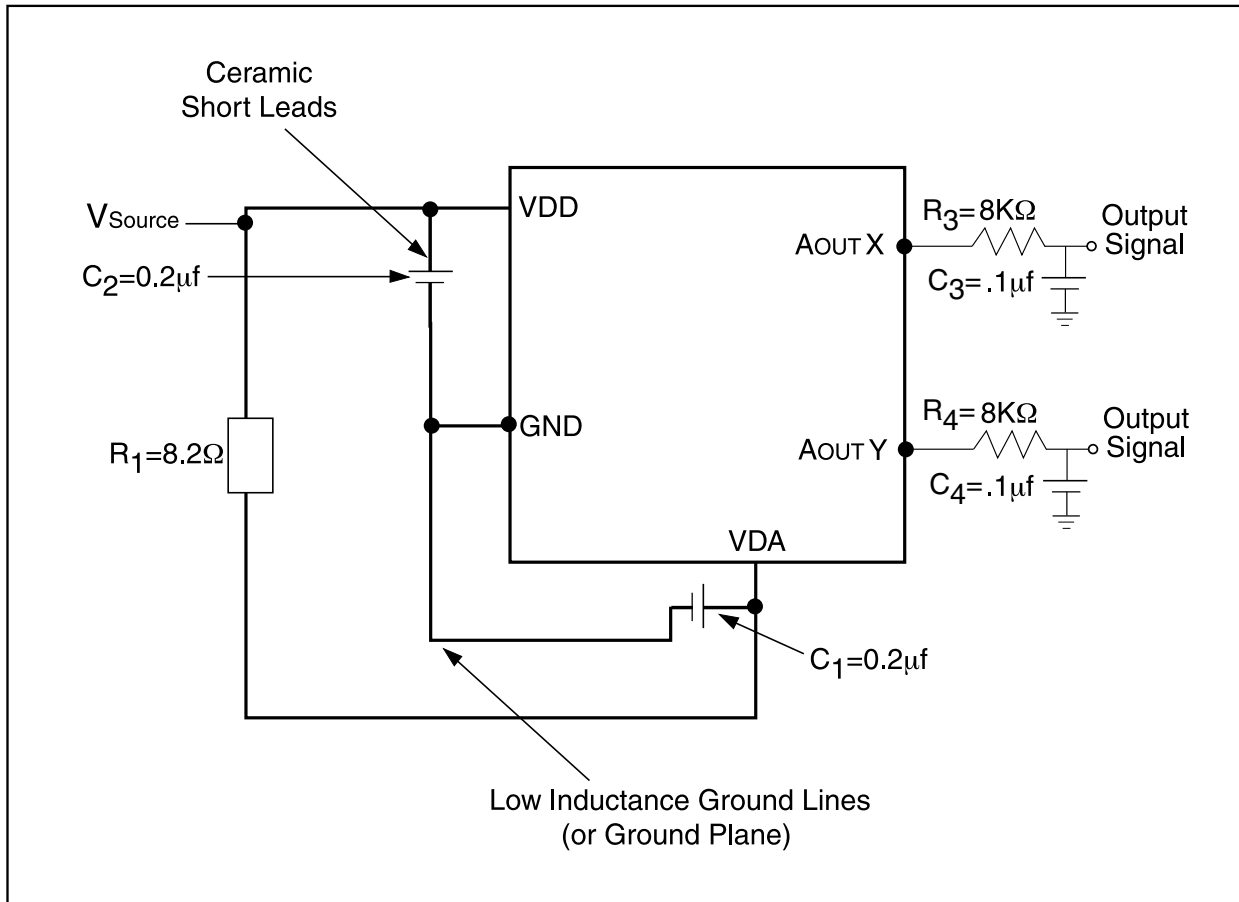 Ceramic
Short Leads
VSource
C2=0.2µf
R1=8.2Ω
VDD
GND
AOUT X
AOUT Y
VDA
R3=8KΩ
C3=.1µf
Output
Signal
R4=8KΩ
C4=.1µf
Output
Signal
C1=0.2µf
Low Inductance Ground Lines
(or Ground Plane)